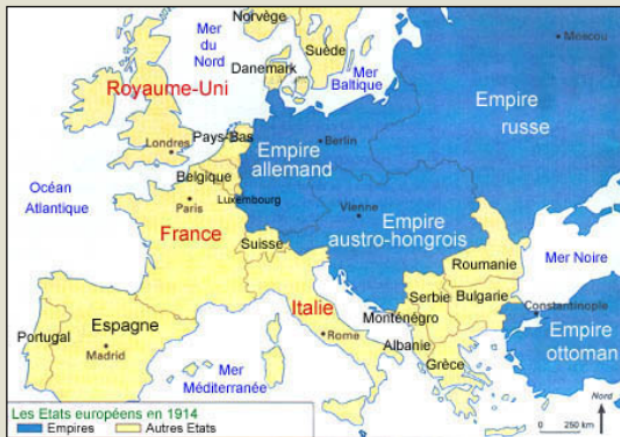 Norvège
Mer
du
Nord
Suède
Moscou
Danemark
Mer
Baltique
Royaume-Uni
Empire
russe
Londres
Pays-Bas
Berlin
Empire
allemand
Belgique
Océan
Atlantique
Paris
Luxembourg
Vienne
Empire
austro-hongrois
France
Suisse
Mer Noire
Roumanie
Italie
Serbie
Bulgarie
Constantinople
Monténégro
Espagne
Portugal
Madrid
Rome
Empire
ottoman
Albanie
Grèce
Mer
Méditerranée
Les Etats européens en 1914
Empires
Autres Etats
Nord
0 250 km